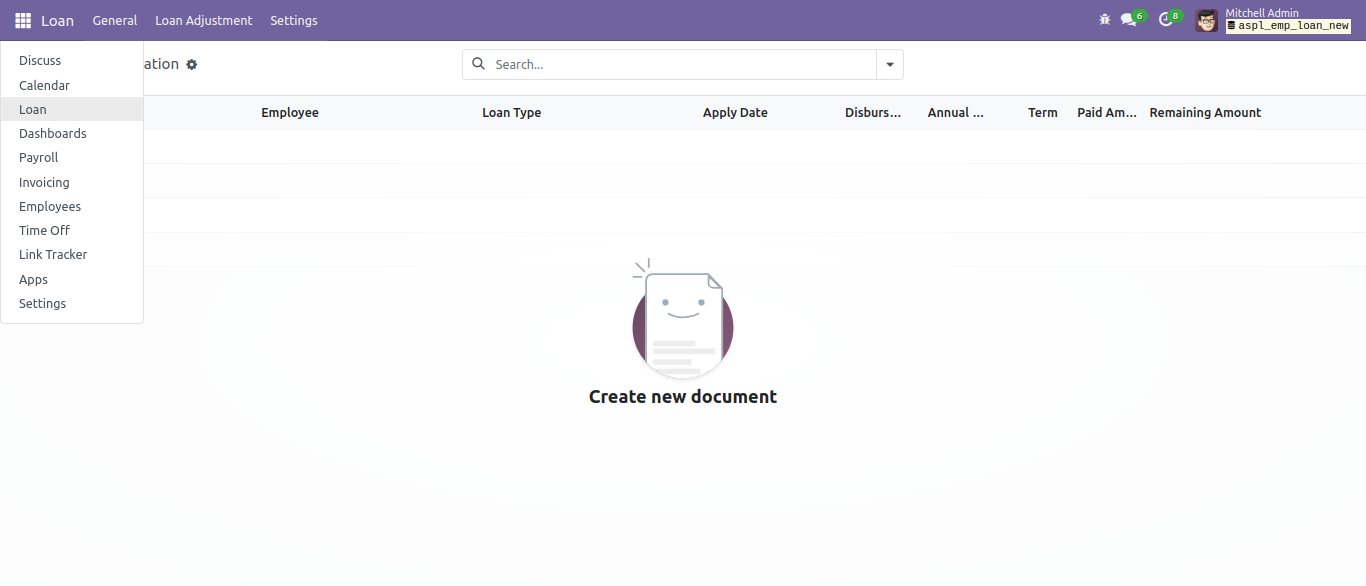 Loan General Loan Adjustment Settings 6 8 Mitchell Admin
aspl_emp_loan_new
Discuss
Calendar
Loan
Dashboards
Payroll
Invoicing
Employees
Time Off
Link Tracker
Apps
Settings
ation
Search...
Employee Loan Type Apply Date Disburs... Annual ... Term Paid Am... Remaining Amount
Create new document